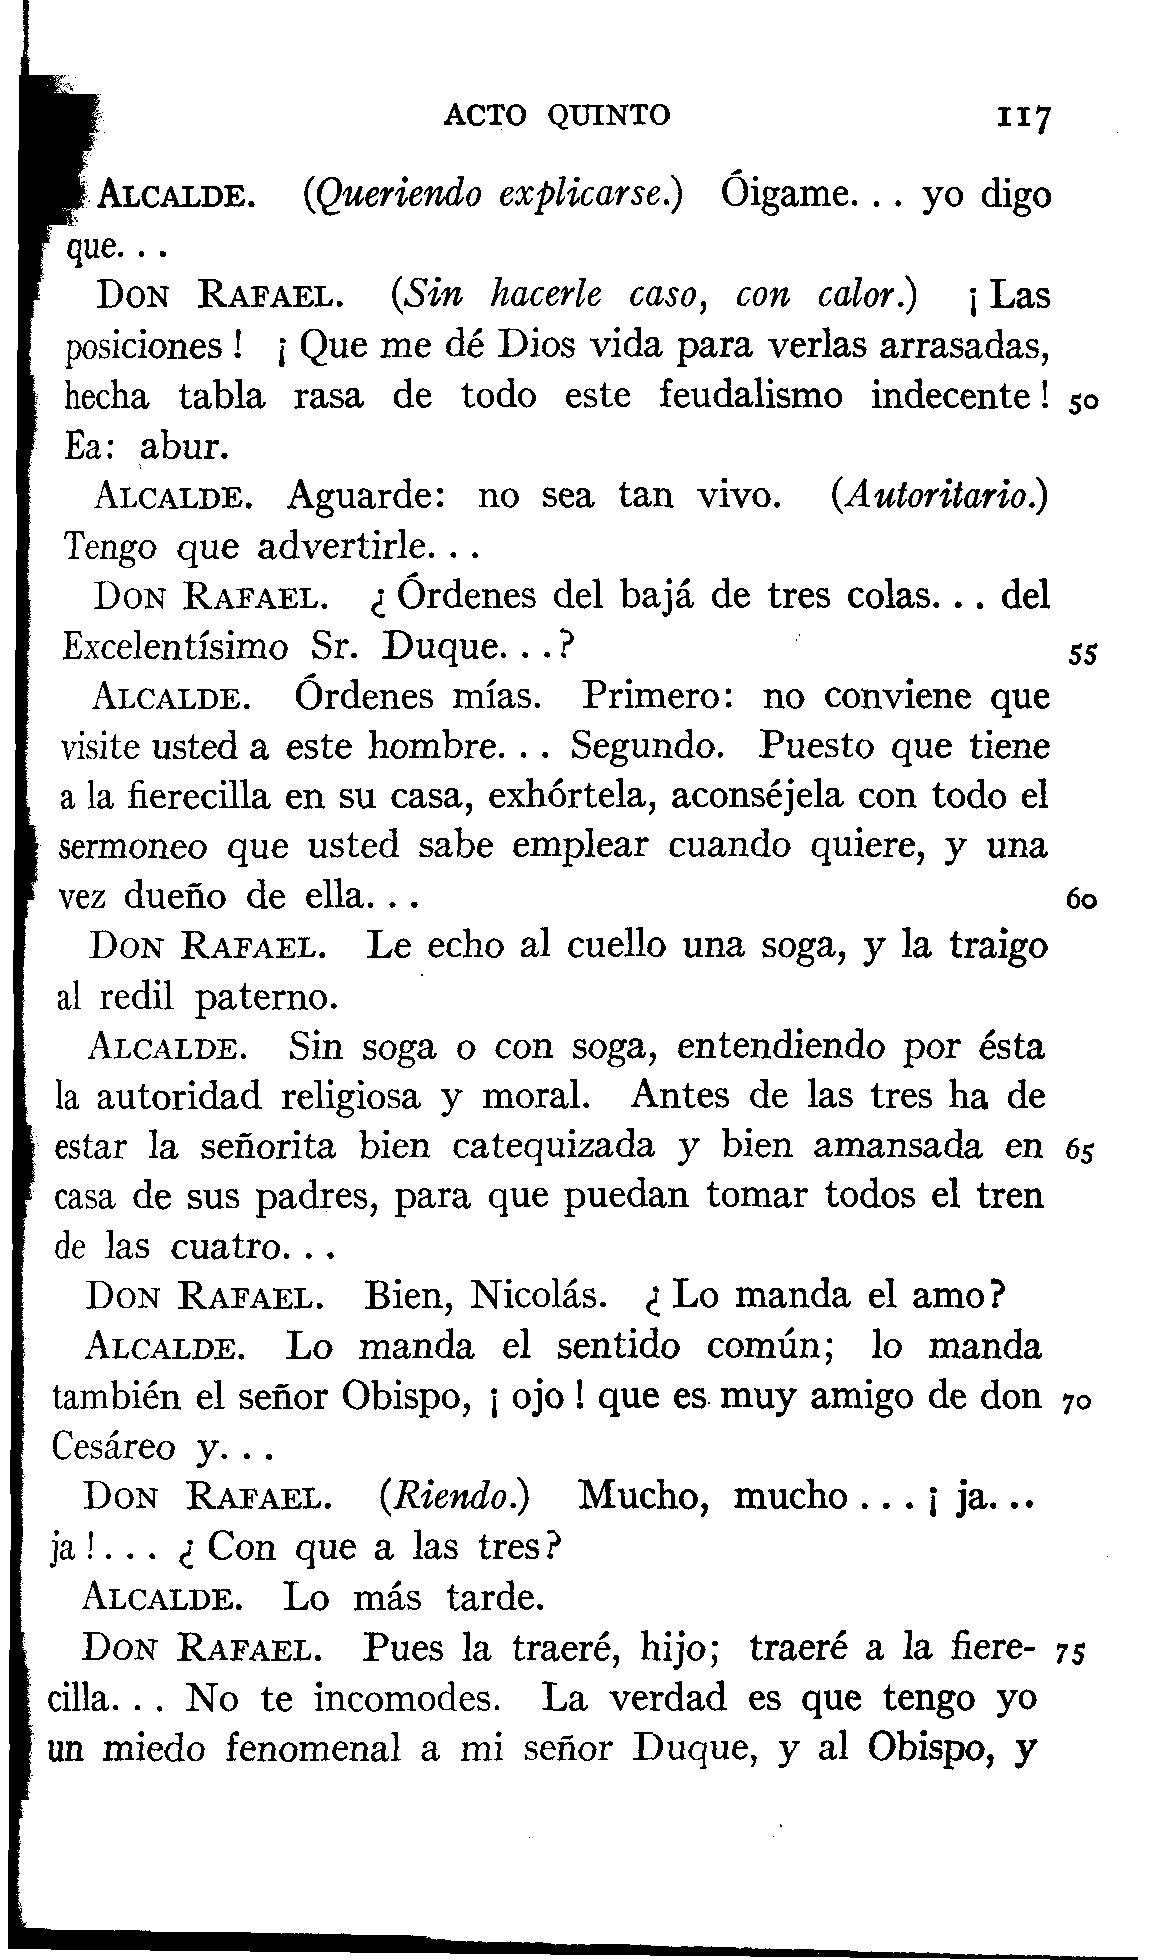 ACTO QUINTO 117
ALCALDE. (Queriendo explicarse.) Óigame. . . yo digo
que. . .
DON RAFAEL. (Sin hacerle caso, con calor.) ¡ Las
posiciones ! ¡ Que me dé Dios vida para verlas arrasadas,
hecha tabla rasa de todo este feudalismo indecente ! 50
Ea: abur.
ALCALDE. Aguarde: no sea tan vivo. (Autoritario.)
Tengo que advertirle. . .
DON RAFAEL. ¿ Órdenes del bajá de tres colas. . . del
Excelentísimo Sr. Duque. . .? 55
ALCALDE. Órdenes mías. Primero: no conviene que
visite usted a este hombre. . . Segundo. Puesto que tiene
a la fierecilla en su casa, exhórtela, aconséjela con todo el
sermoneo que usted sabe emplear cuando quiere, y una
vez dueño de ella. . . 60
DON RAFAEL. Le echo al cuello una soga, y la traigo
al redil paterno.
ALCALDE. Sin soga o con soga, entendiendo por ésta
la autoridad religiosa y moral. Antes de las tres ha de
estar la señorita bien catequizada y bien amansada en 65
casa de sus padres, para que puedan tomar todos el tren
de las cuatro. . .
DON RAFAEL. Bien, Nicolás. ¿ Lo manda el amo?
ALCALDE. Lo manda el sentido común; lo manda
también el señor Obispo, ¡ ojo ! que es muy amigo de don 70
Cesáreo y. . .
DON RAFAEL. (Riendo.) Mucho, mucho . . . ¡ ja. . .
ja !. . . ¿ Con que a las tres?
ALCALDE. Lo más tarde.
DON RAFAEL. Pues la traeré, hijo; traeré a la fiere- 75
cilla. . . No te incomodes. La verdad es que tengo yo
un miedo fenomenal a mi señor Duque, y al Obispo, y